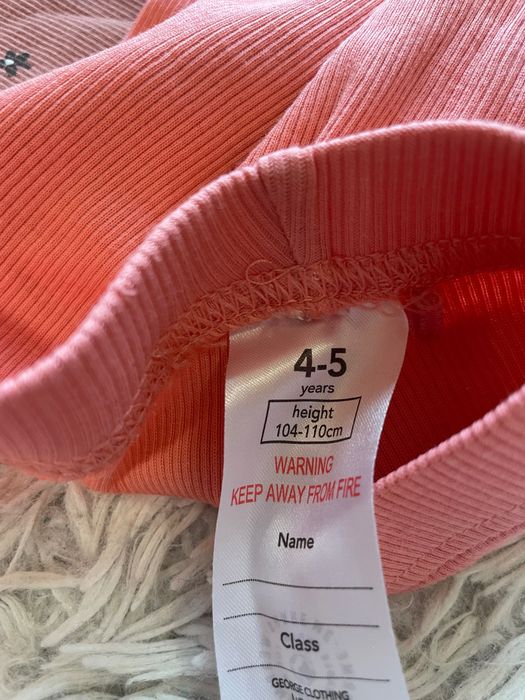 4-5
years
height
104-110cm
WARNING
KEEP AWAY FROM FIRE
Name
Class
GEORGE CLOTHING